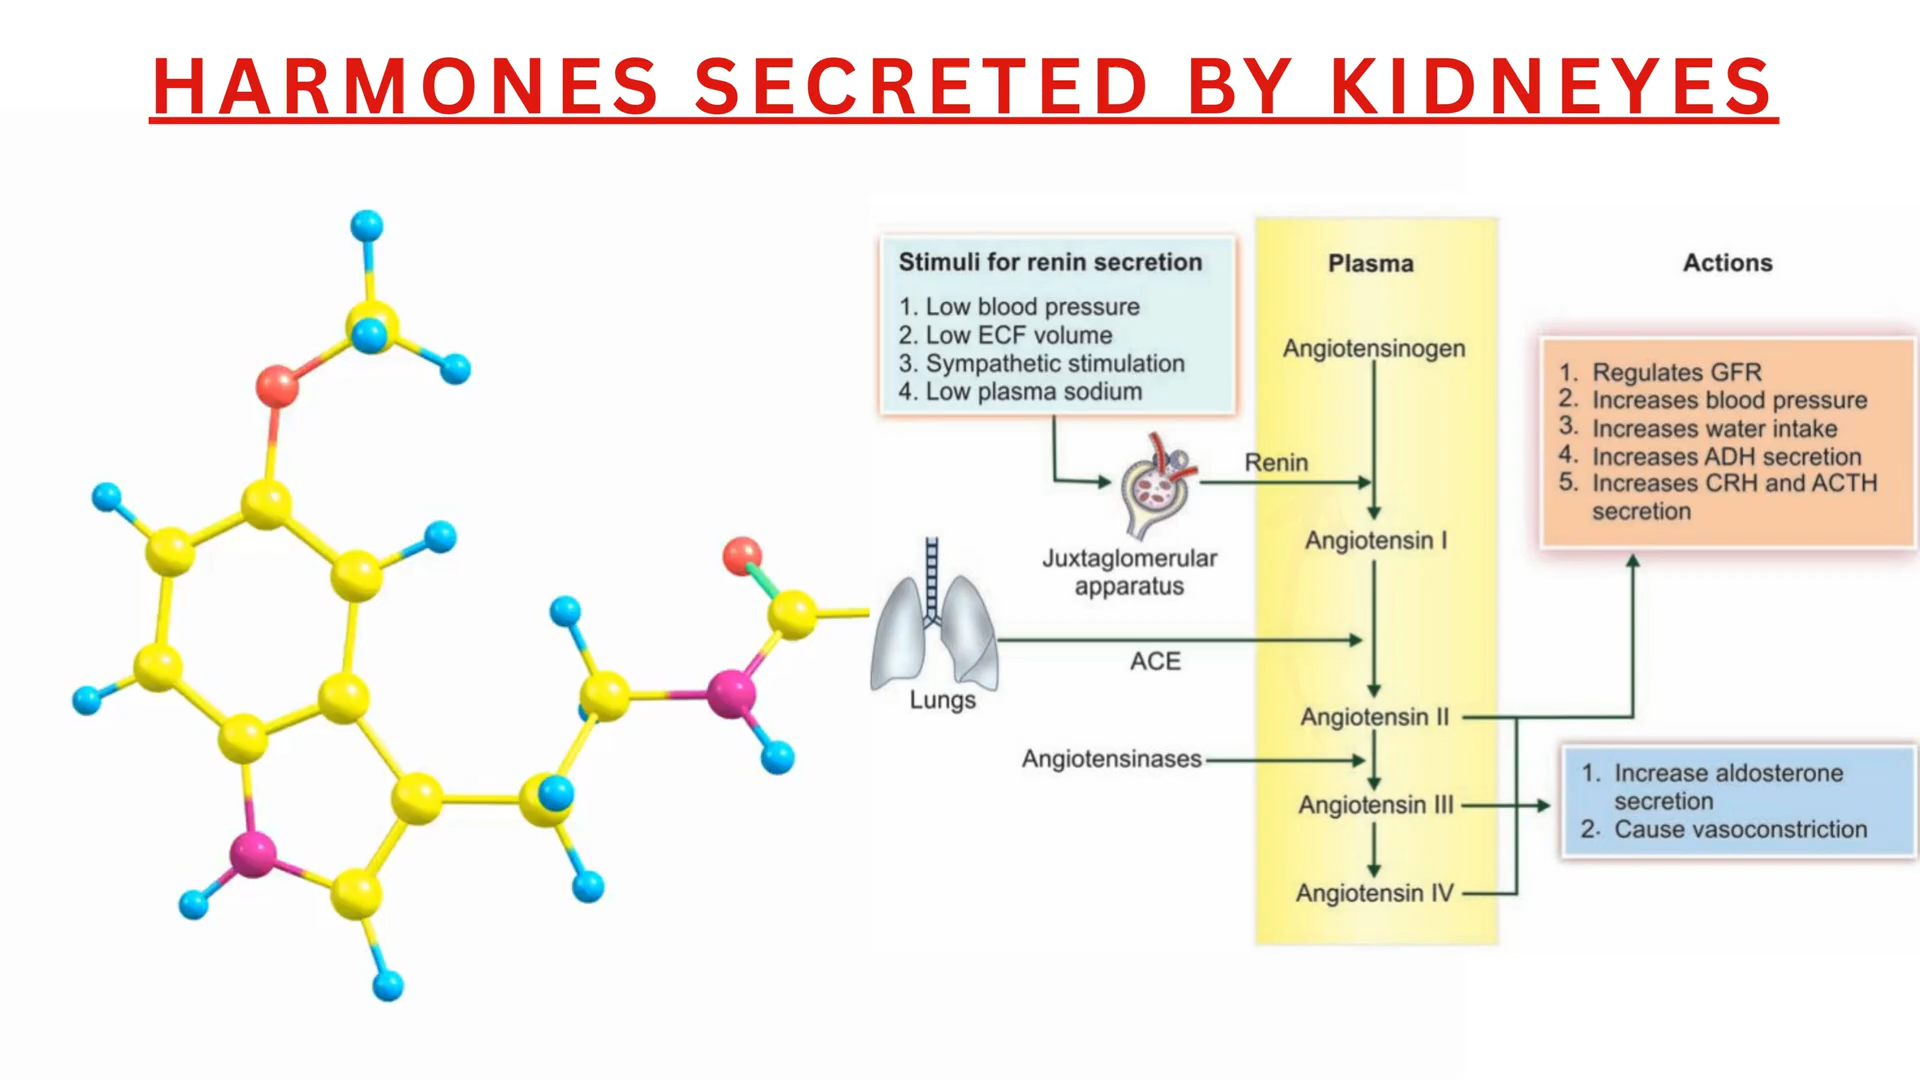 HARMONES SECRETED BY KIDNEYES
Stimuli for renin secretion
1. Low blood pressure
2. Low ECF volume
3. Sympathetic stimulation
4. Low plasma sodium
Plasma
Actions
Angiotensinogen
Renin
Juxtaglomerular
apparatus
Angiotensin I
1. Regulates GFR
2. Increases blood pressure
3. Increases water intake
4. Increases ADH secretion
5. Increases CRH and ACTH
secretion
Lungs
ACE
Angiotensin II
Angiotensinases
Angiotensin III
Angiotensin IV
1. Increase aldosterone
secretion
2. Cause vasoconstriction